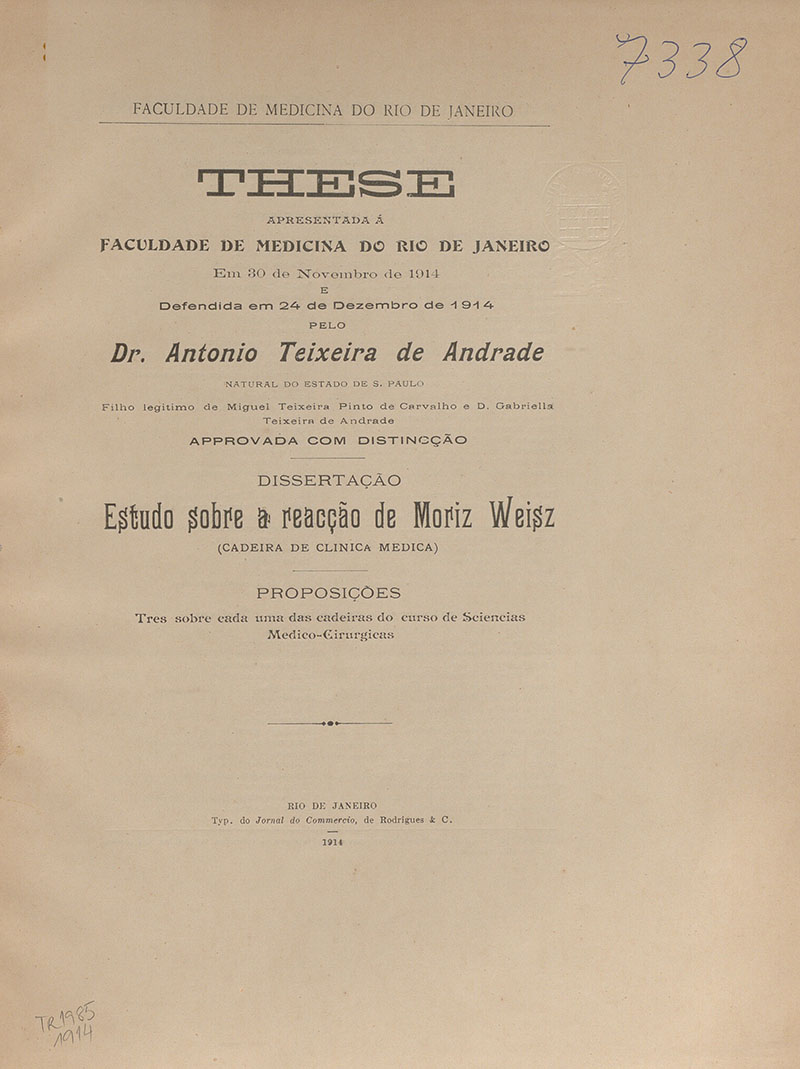 7338
FACULDADE DE MEDICINA DO RIO DE JANEIRO
THESE
APRESENTADA Á
FACULDADE DE MEDICINA DO RIO DE JANEIRO
Em 30 de Novembro de 1914
E
Defendida em 24 de Dezembro de 1914
PELO
Dr. Antonio Teixeira de Andrade
NATURAL DO ESTADO DE S. PAULO
Filho legitimo de Miguel Teixeira Pinto de Carvalho e D. Gabriella
Teixeira de Andrade
APPROVADA COM DISTINCÇÃO
DISSERTAÇÃO
Estudo sobre a reacção de Moriz Weisz
(CADEIRA DE CLINICA MEDICA)
PROPOSIÇÕES
Tres sobre cada uma das cadeiras do curso de Sciencias
Medico-Cirurgicas
RIO DE JANEIRO
Typ. do Jornal do Commercio, de Rodrigues & C.
1914
TR1985
1914